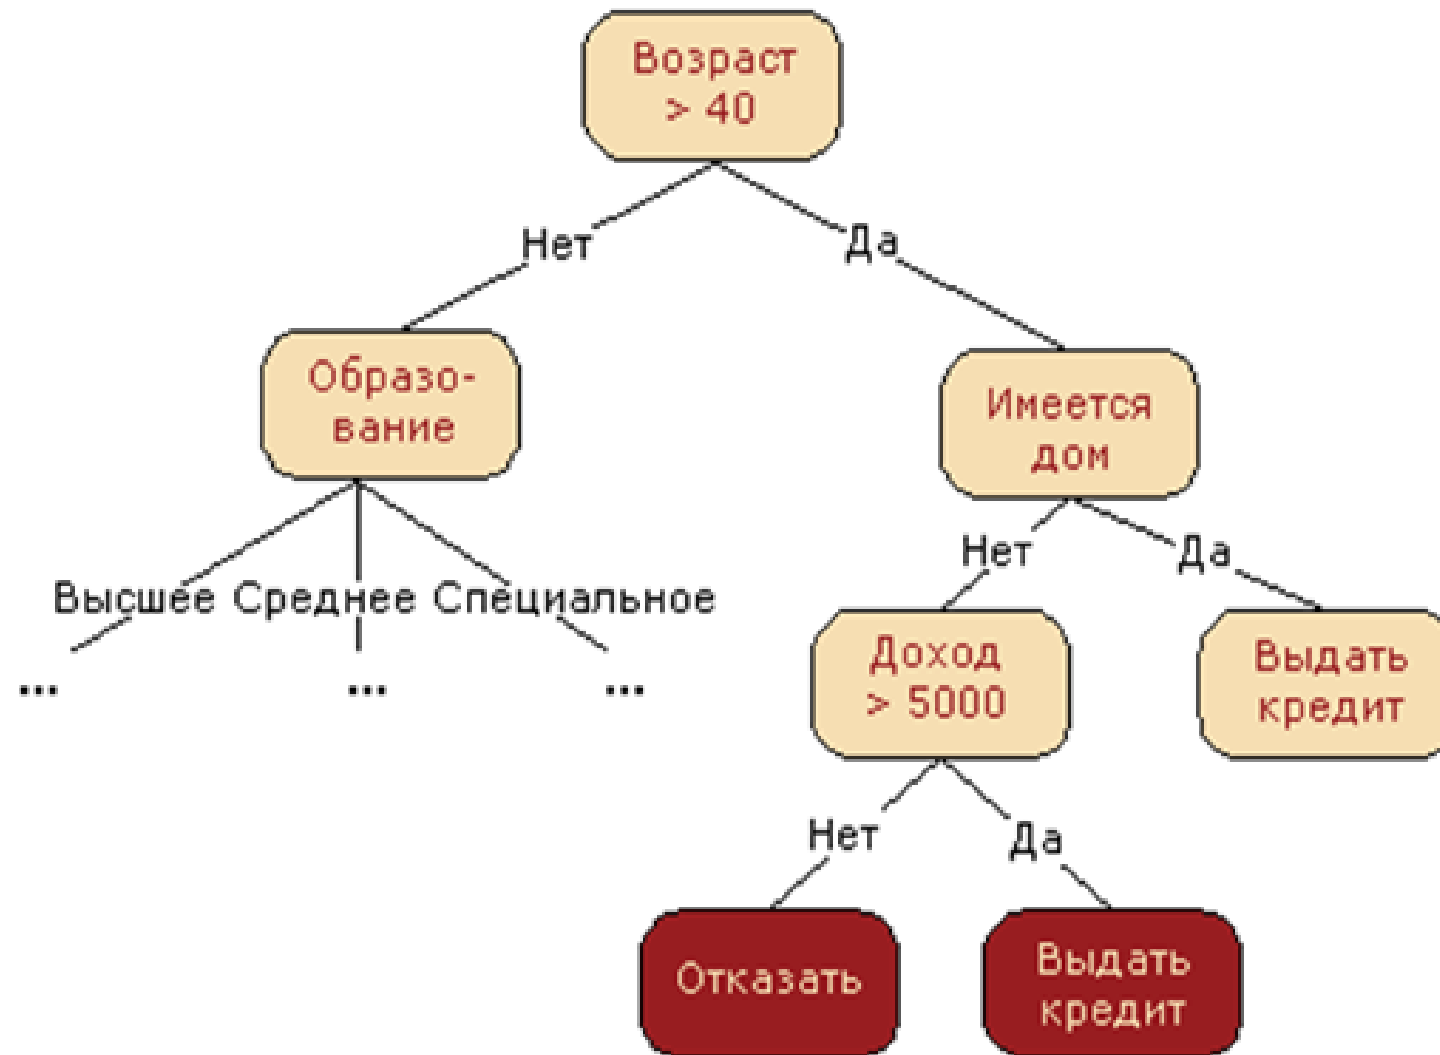 Возраст
> 40
Нет
Да
Образо-
вание
Имеется
дом
Нет
Да
Высшее Среднее Специальное
... ... ...
Доход
> 5000
Выдать
кредит
Нет
Да
Отказать
Выдать
кредит